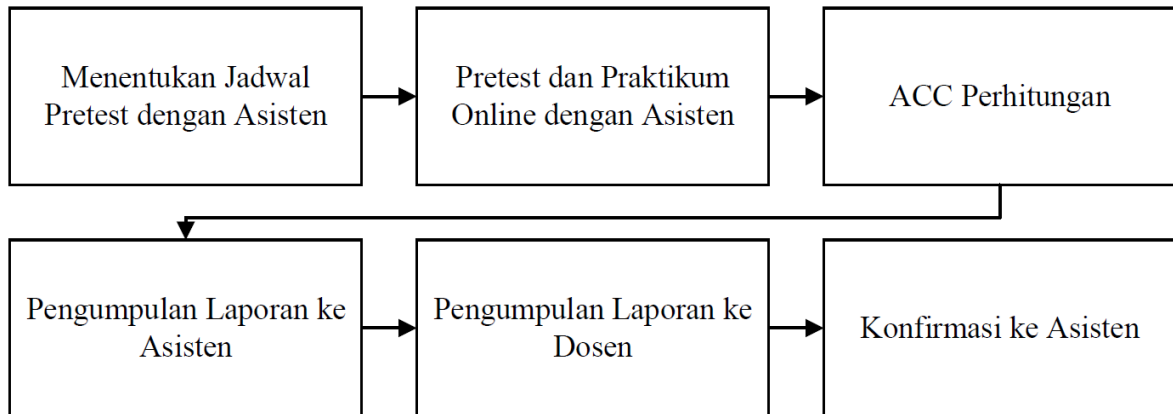 Menentukan Jadwal
Pretest dengan Asisten
Pretest dan Praktikum
Online dengan Asisten
ACC Perhitungan
Pengumpulan Laporan ke
Asisten
Pengumpulan Laporan ke
Dosen
Konfirmasi ke Asisten